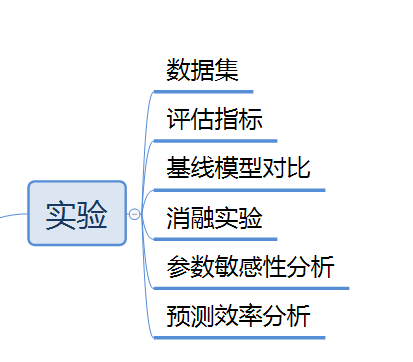 实验
数据集
评估指标
基线模型对比
消融实验
参数敏感性分析
预测效率分析